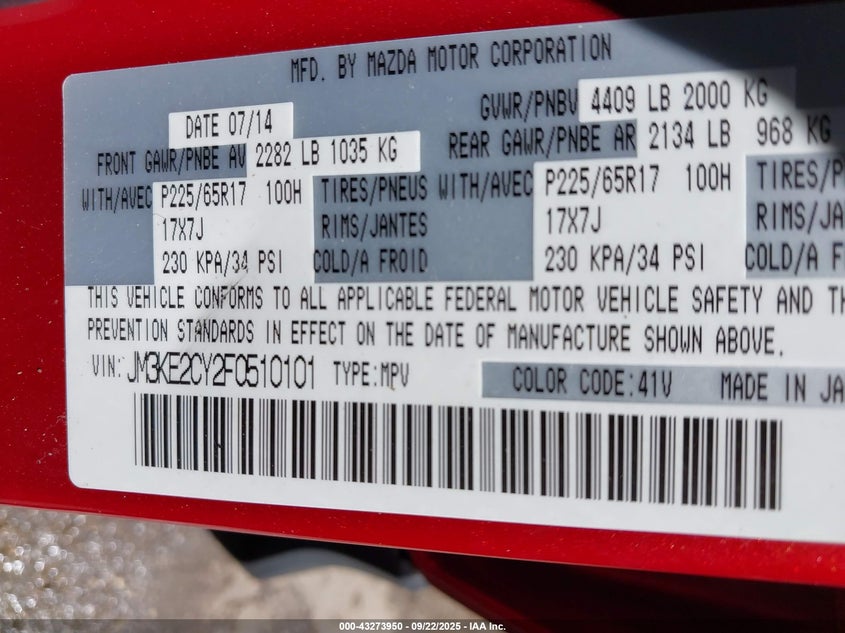 MFD. BY MAZDA MOTOR CORPORATION
DATE 07/14 GVWR/PNBV 4409 LB 2000 KG
FRONT GAWR/PNBE AV 2282 LB 1035 KG REAR GAWR/PNBE AR 2134 LB 968 KG
WITH/AVEC P225/65R17 100H TIRES/PNEUS WITH/AVEC P225/65R17 100H TIRES/P
17X7J RIMS/JANTES 17X7J RIMS/JA
230 KPA/34 PSI COLD/A FROID 230 KPA/34 PSI COLD/A F
THIS VEHICLE CONFORMS TO ALL APPLICABLE FEDERAL MOTOR VEHICLE SAFETY AND TH
PREVENTION STANDARDS IN EFFECT ON THE DATE OF MANUFACTURE SHOWN ABOVE.
VIN: JM3KE2CY2F0510101 TYPE:MPV COLOR CODE:41V MADE IN JA
000-43273950 - 09/22/2025 - IAA Inc.